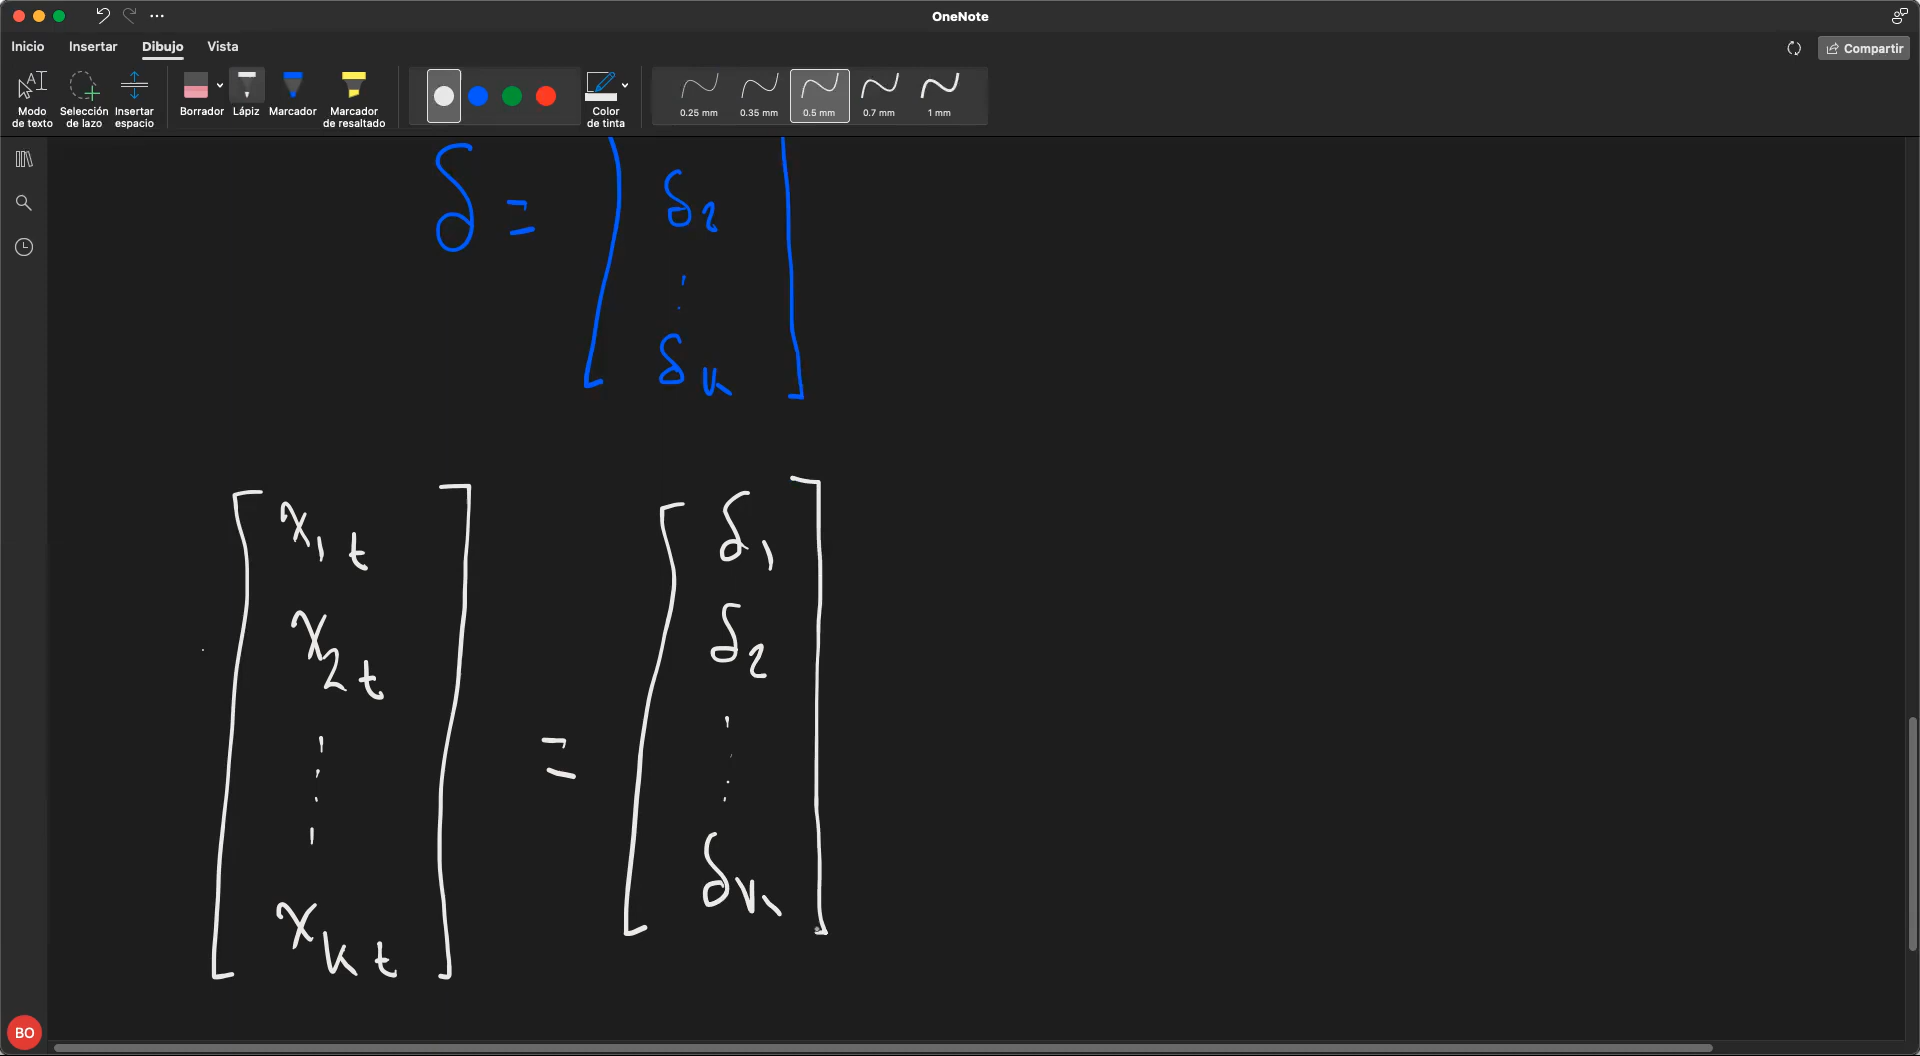 OneNote
Inicio Insertar Dibujo Vista
Compartir
Modo de texto
Selección de lazo
Insertar espacio
Borrador
Lápiz
Marcador
Marcador de resaltado
Color de tinta
0.25 mm
0.35 mm
0.5 mm
0.7 mm
1 mm
δ = [ δ2
⋮
δk ]
[ x1t
x2t
⋮
xkt ]
=
[ δ1
δ2
⋮
δk ]
BO